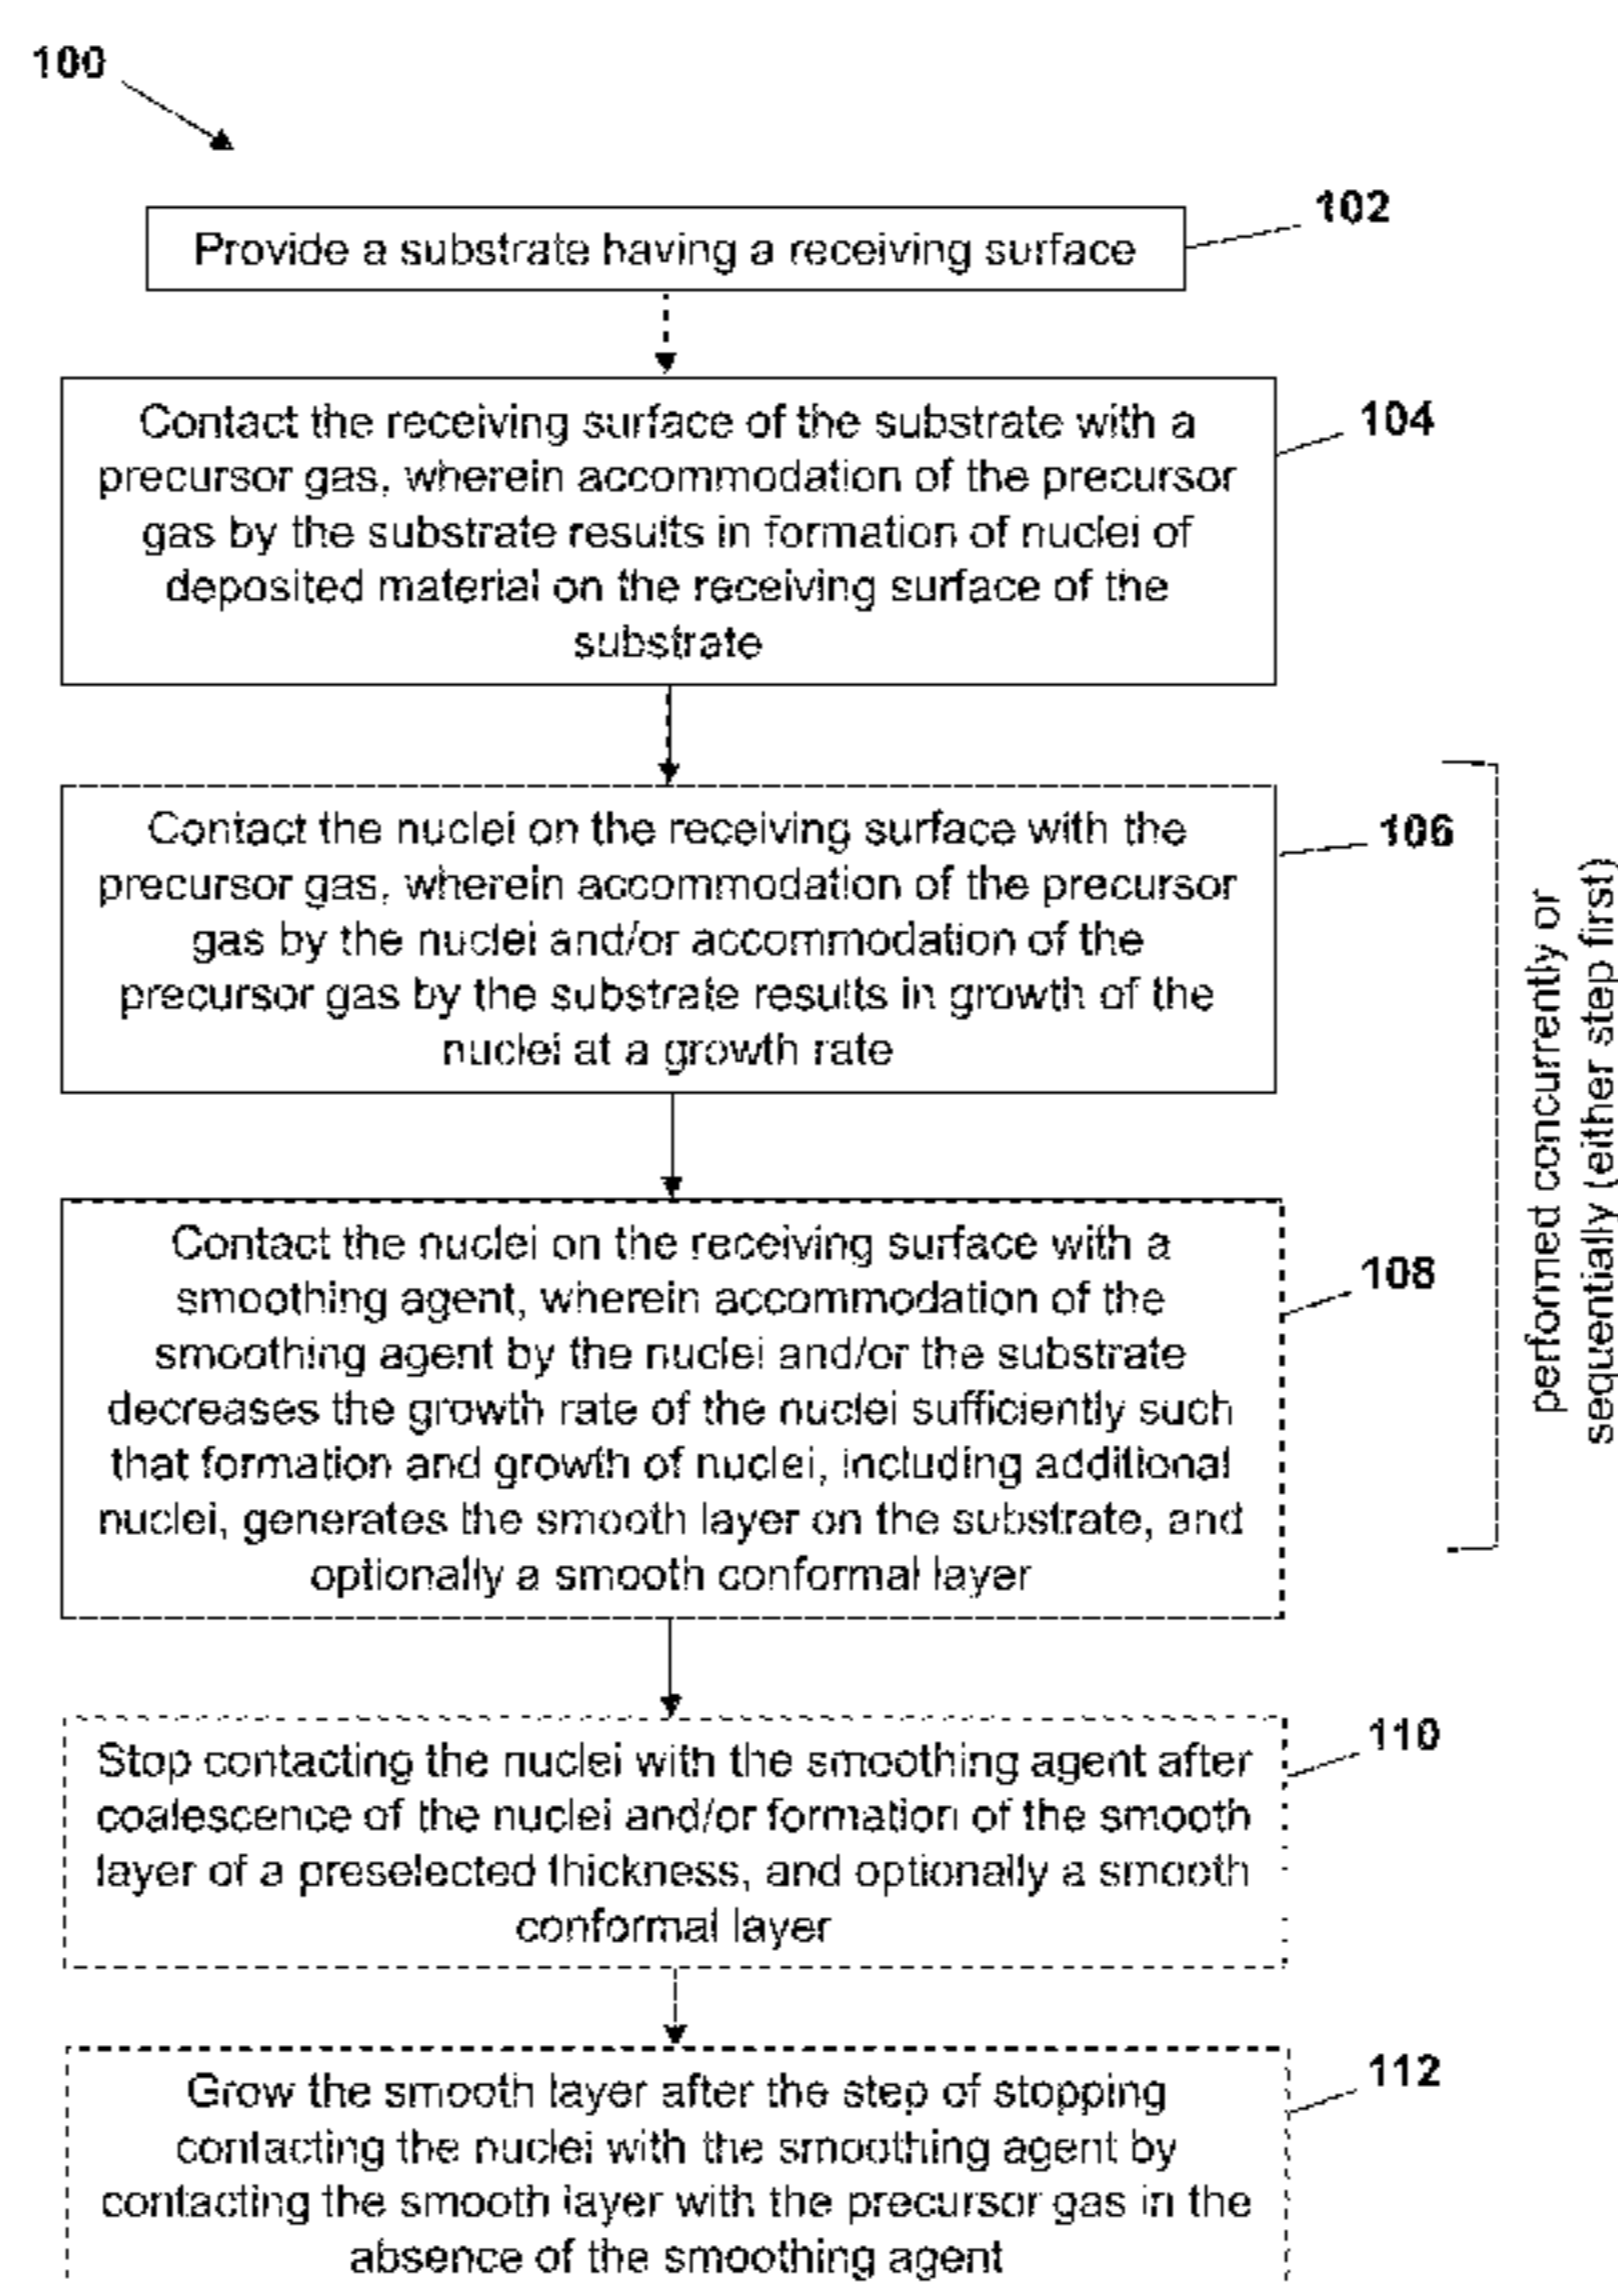 100
102
Provide a substrate having a receiving surface
104
Contact the receiving surface of the substrate with a
precursor gas, wherein accommodation of the precursor
gas by the substrate results in formation of nuclei of
deposited material on the receiving surface of the
substrate
106
Contact the nuclei on the receiving surface with the
precursor gas, wherein accommodation of the precursor
gas by the nuclei and/or accommodation of the
precursor gas by the substrate results in growth of the
nuclei at a growth rate
performed concurrently or
sequentially (either step first)
108
Contact the nuclei on the receiving surface with a
smoothing agent, wherein accommodation of the
smoothing agent by the nuclei and/or the substrate
decreases the growth rate of the nuclei sufficiently such
that formation and growth of nuclei, including additional
nuclei, generates the smooth layer on the substrate, and
optionally a smooth conformal layer
110
Stop contacting the nuclei with the smoothing agent after
coalescence of the nuclei and/or formation of the smooth
layer of a preselected thickness, and optionally a smooth
conformal layer
112
Grow the smooth layer after the step of stopping
contacting the nuclei with the smoothing agent by
contacting the smooth layer with the precursor gas in the
absence of the smoothing agent